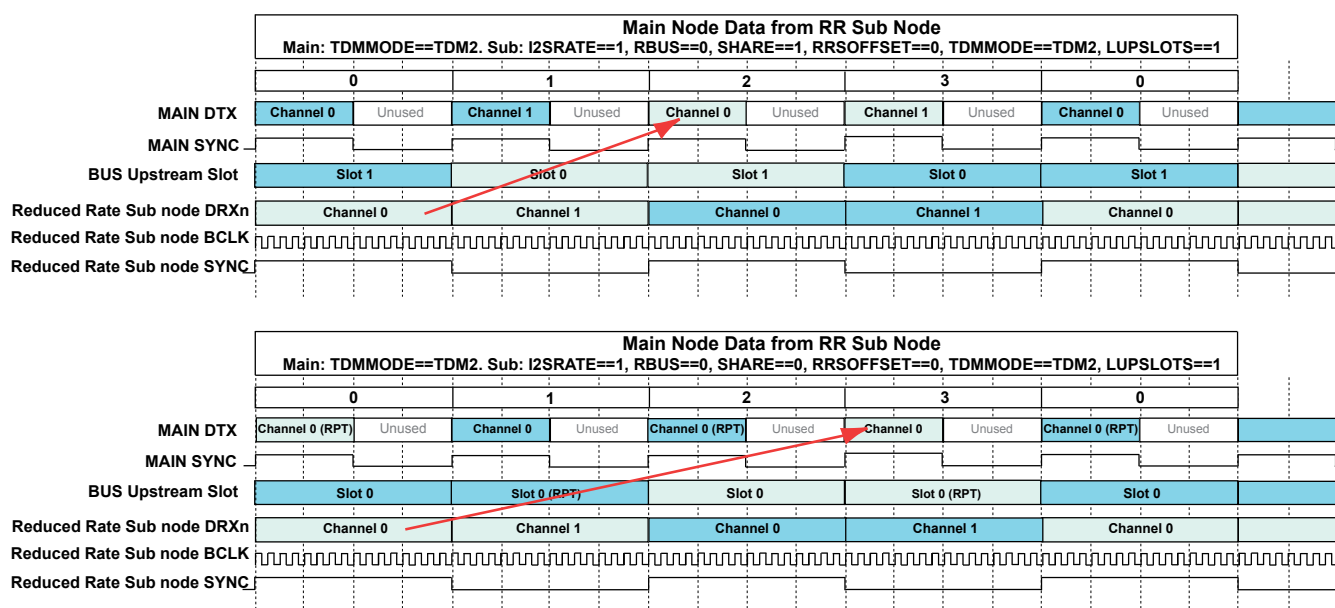 Main Node Data from RR Sub Node
Main: TDMMODE==TDM2. Sub: I2SRATE==1, RBUS==0, SHARE==1, RRSOFFSET==0, TDMMODE==TDM2, LUPSLOTS==1
0 1 2 3 0
MAIN DTX Channel 0 Unused Channel 1 Unused Channel 0 Unused Channel 1 Unused Channel 0 Unused
MAIN SYNC
BUS Upstream Slot Slot 1 Slot 0 Slot 1 Slot 0 Slot 1
Reduced Rate Sub node DRXn Channel 0 Channel 1 Channel 0 Channel 1 Channel 0
Reduced Rate Sub node BCLK
Reduced Rate Sub node SYNC
Main Node Data from RR Sub Node
Main: TDMMODE==TDM2. Sub: I2SRATE==1, RBUS==0, SHARE==0, RRSOFFSET==0, TDMMODE==TDM2, LUPSLOTS==1
0 1 2 3 0
MAIN DTX Channel 0 (RPT) Unused Channel 0 Unused Channel 0 (RPT) Unused Channel 0 Unused Channel 0 (RPT) Unused
MAIN SYNC
BUS Upstream Slot Slot 0 Slot 0 (RPT) Slot 0 Slot 0 (RPT) Slot 0
Reduced Rate Sub node DRXn Channel 0 Channel 1 Channel 0 Channel 1 Channel 0
Reduced Rate Sub node BCLK
Reduced Rate Sub node SYNC